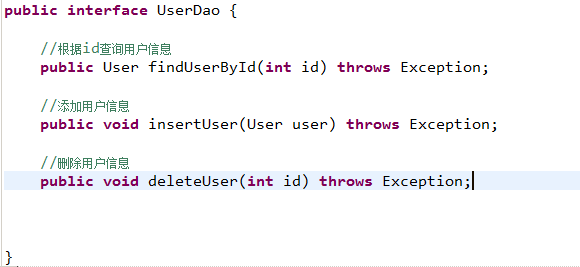 public interface UserDao {
//根据id查询用户信息
public User findUserById(int id) throws Exception;
//添加用户信息
public void insertUser(User user) throws Exception;
//删除用户信息
public void deleteUser(int id) throws Exception;
}